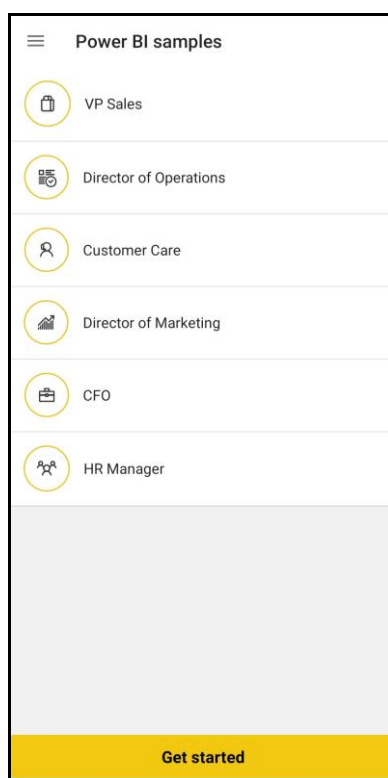 Power BI samples
VP Sales
Director of Operations
Customer Care
Director of Marketing
CFO
HR Manager
Get started